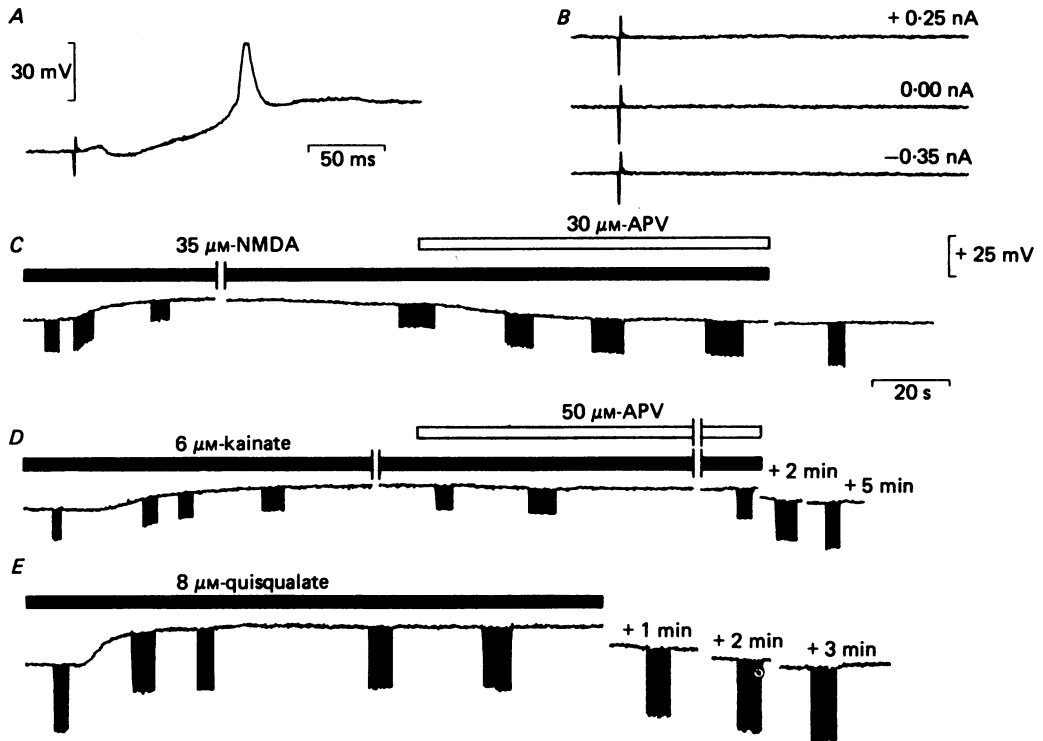 A
30 mV
50 ms
B
+ 0·25 nA
0·00 nA
−0·35 nA
C
35 μM-NMDA
30 μM-APV
+ 25 mV
20 s
D
6 μM-kainate
50 μM-APV
+ 2 min
+ 5 min
E
8 μM-quisqualate
+ 1 min
+ 2 min
+ 3 min